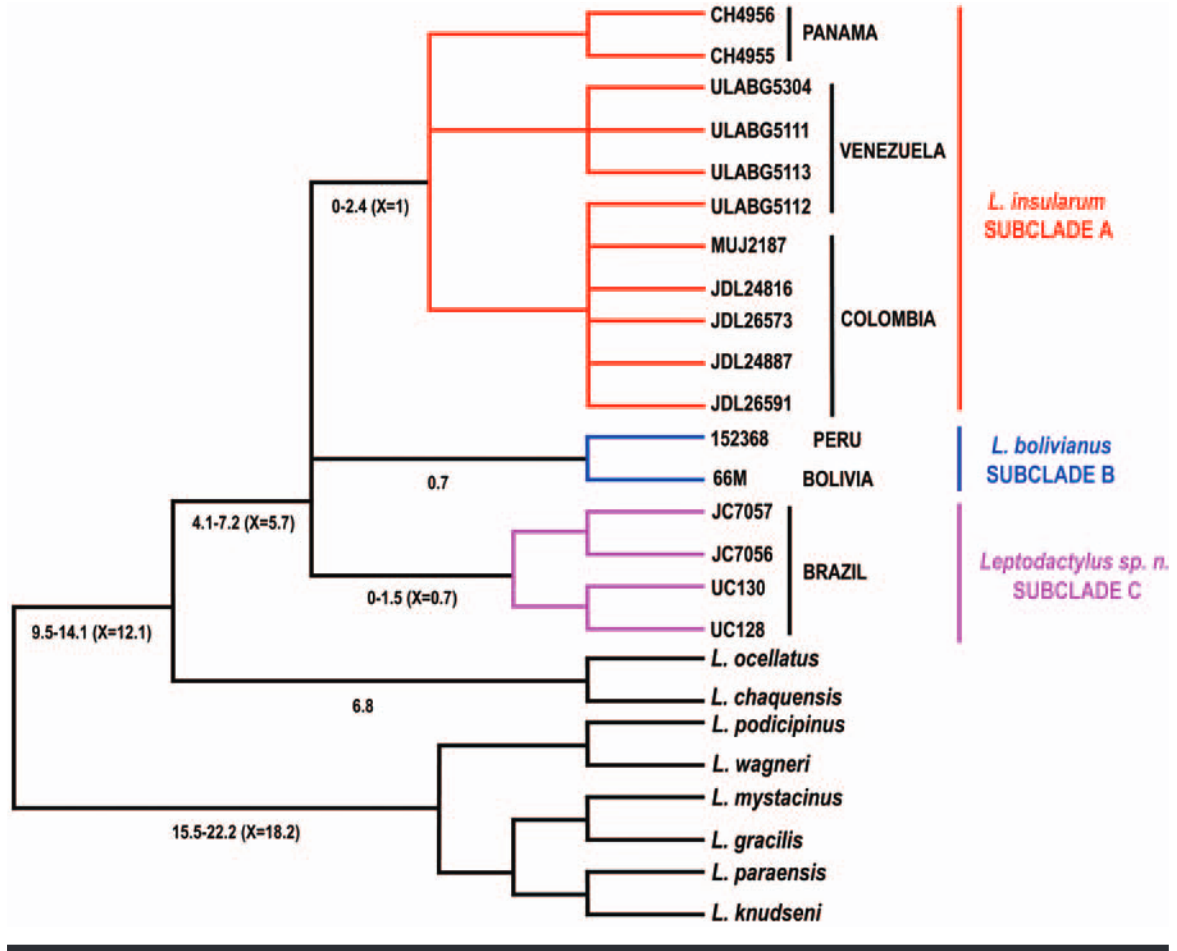 CH4956
PANAMA
CH4955
ULABG5304
ULABG5111
VENEZUELA
ULABG5113
ULABG5112
L. insularum
SUBCLADE A
0-2.4 (X=1)
MUJ2187
JDL24816
JDL26573
COLOMBIA
JDL24887
JDL26591
152368
PERU
L. bolivianus
SUBCLADE B
66M
BOLIVIA
0.7
JC7057
4.1-7.2 (X=5.7)
JC7056
BRAZIL
Leptodactylus sp. n.
SUBCLADE C
UC130
0-1.5 (X=0.7)
UC128
9.5-14.1 (X=12.1)
L. ocellatus
L. chaquensis
6.8
L. podicipinus
L. wagneri
L. mystacinus
15.5-22.2 (X=18.2)
L. gracilis
L. paraensis
L. knudseni